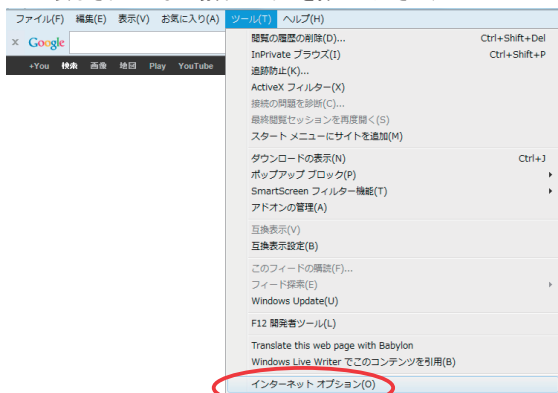 ファイル(F) 編集(E) 表示(V) お気に入り(A) ツール(T) ヘルプ(H)
× Google
+You 検索 画像 地図 Play YouTube
閲覧の履歴の削除(D)... Ctrl+Shift+Del
InPrivate ブラウズ(I) Ctrl+Shift+P
追跡防止(K)...
ActiveX フィルター(X)
接続の問題を診断(C)...
最終閲覧セッションを再度開く(S)
スタート メニューにサイトを追加(M)
ダウンロードの表示(N) Ctrl+J
ポップアップ ブロック(P)
SmartScreen フィルター機能(T)
アドオンの管理(A)
互換表示(V)
互換表示設定(B)
このフィードの購読(F)...
フィード探索(E)
Windows Update(U)
F12 開発者ツール(L)
Translate this web page with Babylon
Windows Live Writer でこのコンテンツを引用(B)
インターネット オプション(O)